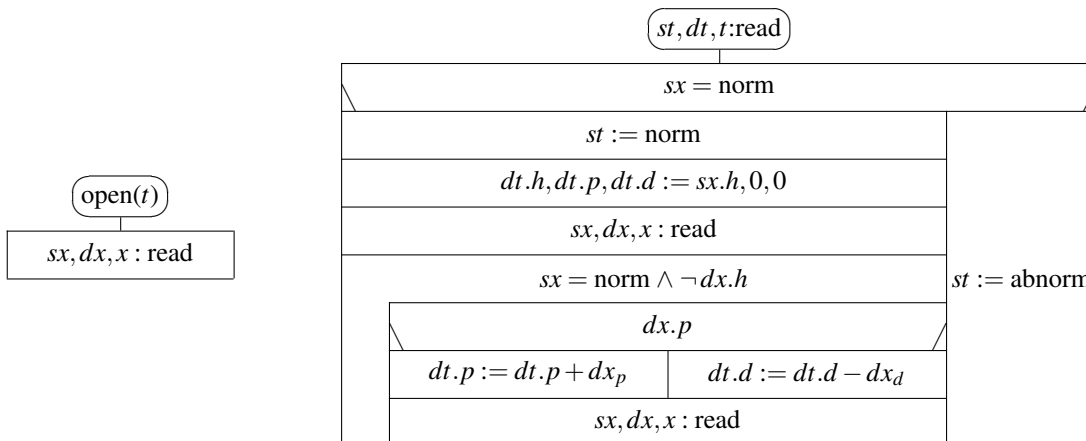 st, dt, t:read
sx = norm
st := norm
dt.h, dt.p, dt.d := sx.h, 0, 0
open(t)
sx, dx, x : read
sx, dx, x : read
sx = norm ∧ ¬ dx.h
st := abnorm
dx.p
dt.p := dt.p + dxₚ
dt.d := dt.d − dx_d
sx, dx, x : read